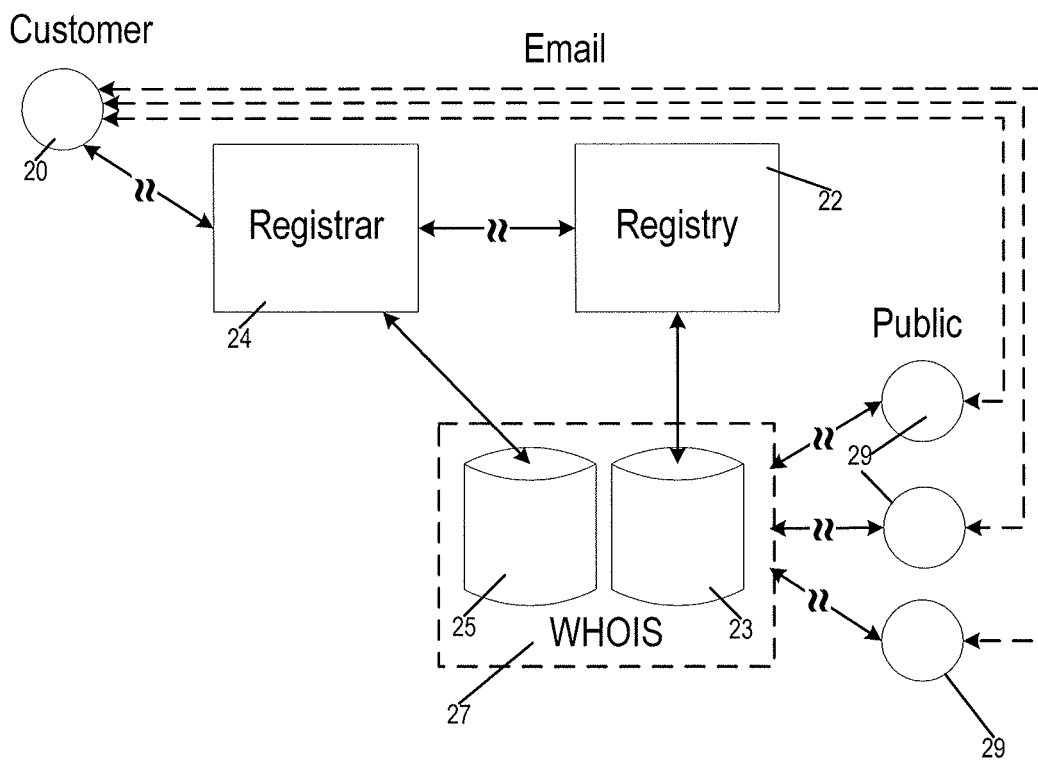 Customer
Email
20
Registrar
Registry
22
24
Public
29
25
WHOIS
23
27
29